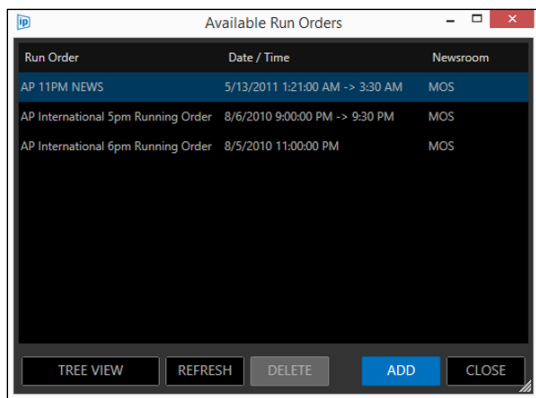 ip Available Run Orders
Run Order Date / Time Newsroom
AP 11PM NEWS 5/13/2011 1:21:00 AM -> 3:30 AM MOS
AP International 5pm Running Order 8/6/2010 9:00:00 PM -> 9:30 PM MOS
AP International 6pm Running Order 8/5/2010 11:00:00 PM MOS
TREE VIEW REFRESH DELETE ADD CLOSE